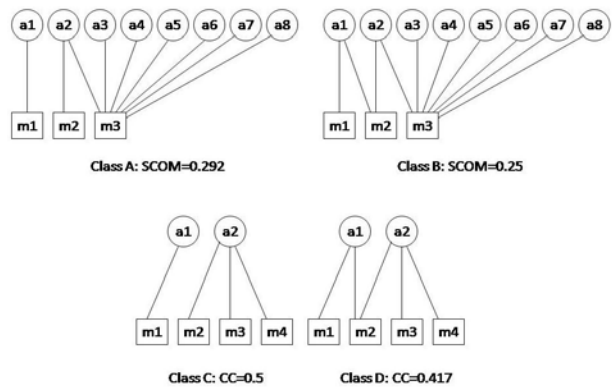 a1 a2 a3 a4 a5 a6 a7 a8
m1 m2 m3
Class A: SCOM=0.292
a1 a2 a3 a4 a5 a6 a7 a8
m1 m2 m3
Class B: SCOM=0.25
a1 a2
m1 m2 m3 m4
Class C: CC=0.5
a1 a2
m1 m2 m3 m4
Class D: CC=0.417